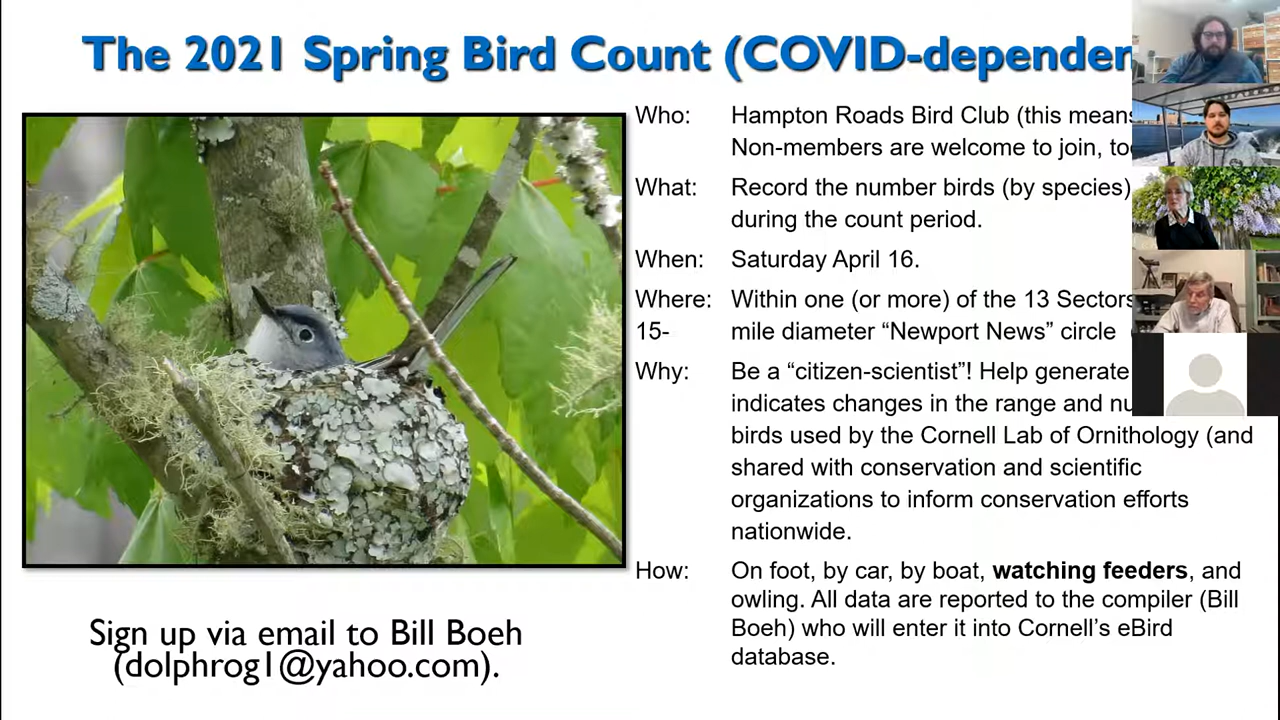 The 2021 Spring Bird Count (COVID-dependen
Who: Hampton Roads Bird Club (this means
Non-members are welcome to join, too
What: Record the number birds (by species)
during the count period.
When: Saturday April 16.
Where: Within one (or more) of the 13 Sectors
15- mile diameter “Newport News” circle
Why: Be a “citizen-scientist”! Help generate
indicates changes in the range and nu
birds used by the Cornell Lab of Ornithology (and
shared with conservation and scientific
organizations to inform conservation efforts
nationwide.
How: On foot, by car, by boat, watching feeders, and
owling. All data are reported to the compiler (Bill
Boeh) who will enter it into Cornell’s eBird
database.
Sign up via email to Bill Boeh
(dolphrog1@yahoo.com).